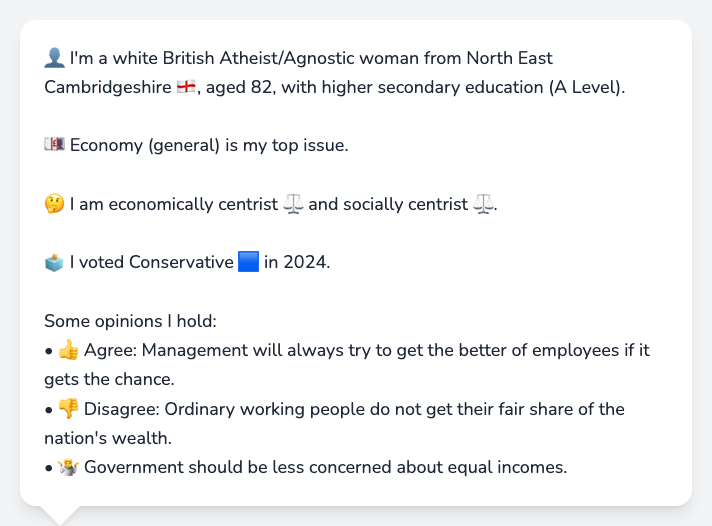 👤 I'm a white British Atheist/Agnostic woman from North East
Cambridgeshire 🏴󠁧󠁢󠁥󠁮󠁧󠁿, aged 82, with higher secondary education (A Level).
💷 Economy (general) is my top issue.
🤔 I am economically centrist ⚖️ and socially centrist ⚖️.
🗳️ I voted Conservative 🟦 in 2024.
Some opinions I hold:
• 👍 Agree: Management will always try to get the better of employees if it
gets the chance.
• 👎 Disagree: Ordinary working people do not get their fair share of the
nation's wealth.
• 🤷 Government should be less concerned about equal incomes.